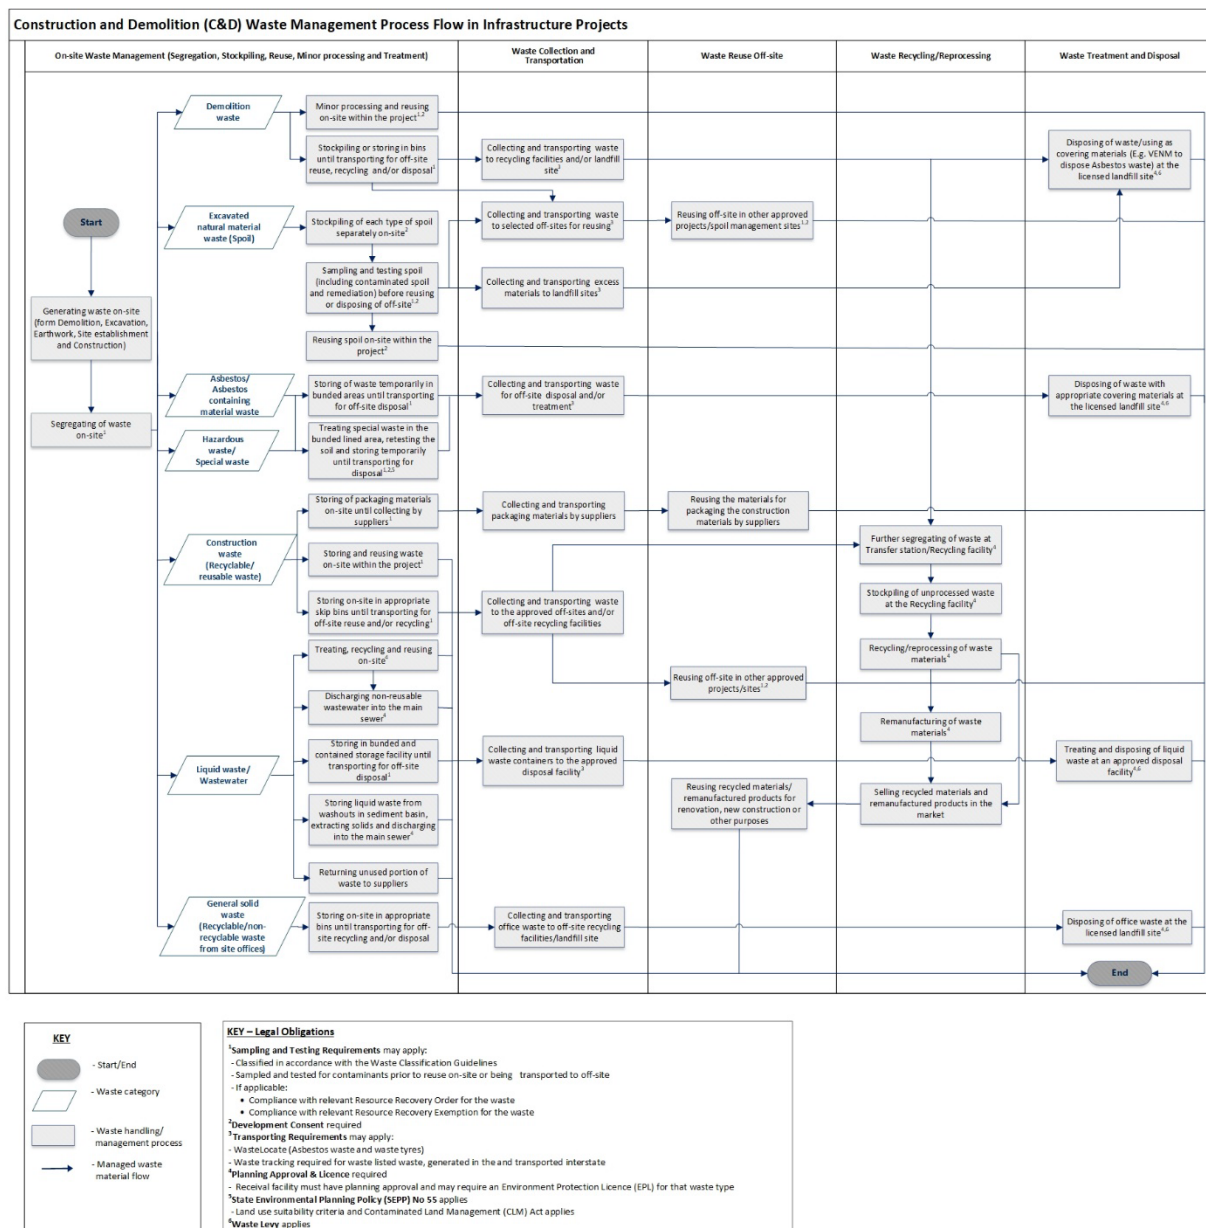 Construction and Demolition (C&D) Waste Management Process Flow in Infrastructure Projects
On-site Waste Management (Segregation, Stockpiling, Reuse, Minor processing and Treatment)
Waste Collection and
Transportation
Waste Reuse Off-site
Waste Recycling/Reprocessing
Waste Treatment and Disposal
Start
Generating waste on-site
(form Demolition, Excavation,
Earthwork, Site establishment
and Construction)
Segregating of waste
on-site
Demolition
waste
Minor processing and reusing
on-site within the project1,2
Stockpiling or storing in bins
until transporting for off-site
reuse, recycling and/or disposal1
Collecting and transporting waste
to recycling facilities and/or landfill
site3
Disposing of waste/using as
covering materials (E.g. VENM to
dispose Asbestos waste) at the
licensed landfill site4,6
Excavated
natural material
waste (Spoil)
Stockpiling of each type of spoil
separately on-site2
Collecting and transporting waste
to selected off-sites for reusing3
Reusing off-site in other approved
projects/spoil management sites1,2
Sampling and testing spoil
(including contaminated spoil
and remediation) before reusing
or disposing of off-site1,2
Collecting and transporting excess
materials to landfill sites3
Reusing spoil on-site within the
project2
Asbestos/
Asbestos
containing
material waste
Storing of waste temporarily in
bunded areas until transporting
for off-site disposal1
Collecting and transporting waste
for off-site disposal and/or
treatment3
Disposing of waste with
appropriate covering materials at
the licensed landfill site4,6
Hazardous
waste/
Special waste
Treating special waste in the
bunded lined area, retesting the
soil and storing temporarily
until transporting for
disposal1,2,5
Construction
waste
(Recyclable/
reusable waste)
Storing of packaging materials
on-site until collecting by
suppliers1
Collecting and transporting
packaging materials by suppliers
Reusing the materials for
packaging the construction
materials by suppliers
Storing and reusing waste
on-site within the project1
Storing on-site in appropriate
skip bins until transporting for
off-site reuse and/or recycling1
Collecting and transporting waste
to the approved off-sites and/or
off-site recycling facilities
Further segregating of waste at
Transfer station/Recycling facility4
Stockpiling of unprocessed waste
at the Recycling facility4
Recycling/reprocessing of waste
materials4
Remanufacturing of waste
materials4
Selling recycled materials and
remanufactured products in the
market
Reusing off-site in other approved
projects/sites1,2
Reusing recycled materials/
remanufactured products for
renovation, new construction or
other purposes
Liquid waste/
Wastewater
Treating, recycling and reusing
on-site
Discharging non-reusable
wastewater into the main
sewer4
Storing in bunded and
contained storage facility until
transporting for off-site
disposal1
Collecting and transporting liquid
waste containers to the approved
disposal facility3
Treating and disposing of liquid
waste at an approved disposal
facility4,6
Storing liquid waste from
washouts in sediment basin,
extracting solids and discharging
into the main sewer4
Returning unused portion of
waste to suppliers
General solid
waste
(Recyclable/non-
recyclable waste
from site offices)
Storing on-site in appropriate
bins until transporting for off-
site recycling and/or disposal
Collecting and transporting
office waste to off-site recycling
facilities/landfill site
Disposing of office waste at the
licensed landfill site4,6
End
KEY
- Start/End
- Waste category
- Waste handling/
management process
- Managed waste
material flow
KEY – Legal Obligations
1Sampling and Testing Requirements may apply:
- Classified in accordance with the Waste Classification Guidelines
- Sampled and tested for contaminants prior to reuse on-site or being transported to off-site
- If applicable:
• Compliance with relevant Resource Recovery Order for the waste
• Compliance with relevant Resource Recovery Exemption for the waste
2Development Consent required
3Transporting Requirements may apply:
- WasteLocate (Asbestos waste and waste tyres)
- Waste tracking required for waste listed waste, generated in the and transported interstate
4Planning Approval & Licence required
- Receival facility must have planning approval and may require an Environment Protection Licence (EPL) for that waste type
5State Environmental Planning Policy (SEPP) No 55 applies
- Land use suitability criteria and Contaminated Land Management (CLM) Act applies
6Waste Levy applies